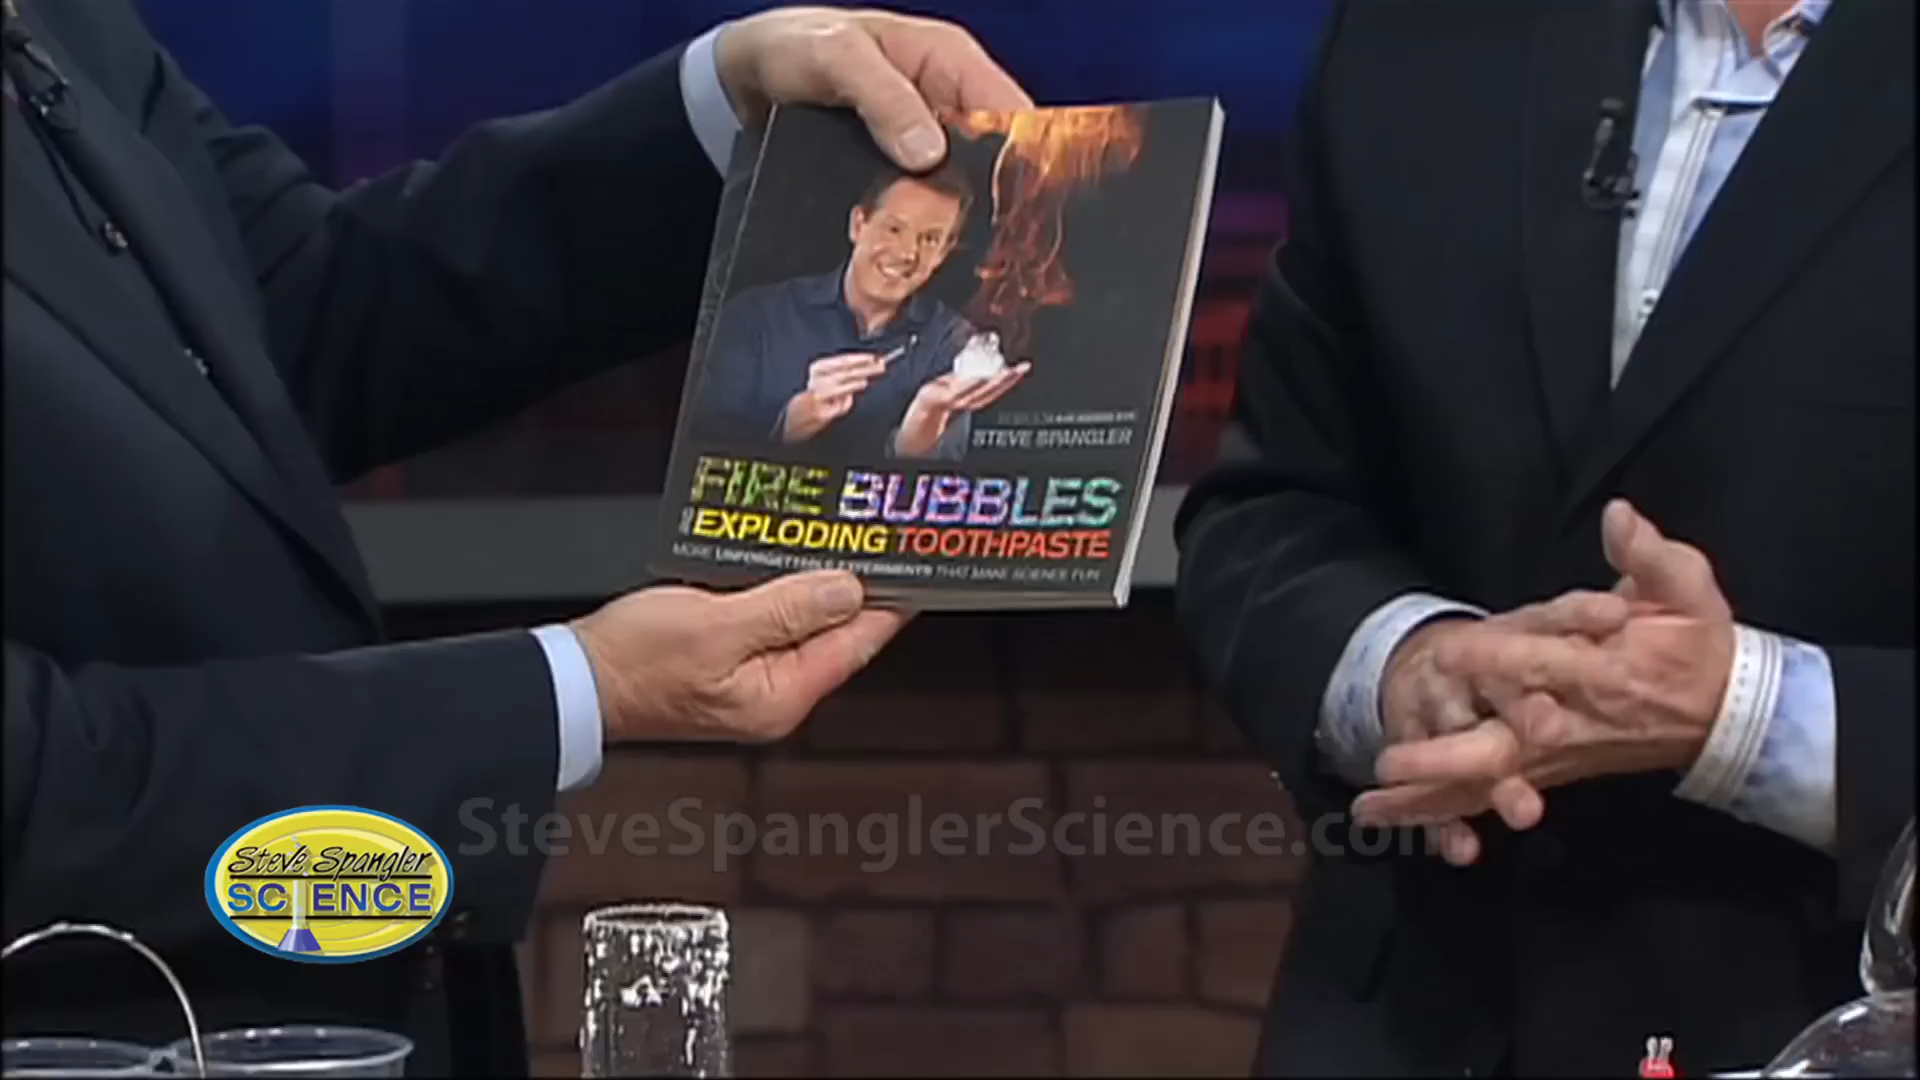 STEVE SPANGLER
FIRE BUBBLES
EXPLODING TOOTHPASTE
MORE UNFORGETTABLE EXPERIMENTS THAT MAKE SCIENCE FUN
SteveSpanglerScience.com
Steve Spangler
SCIENCE